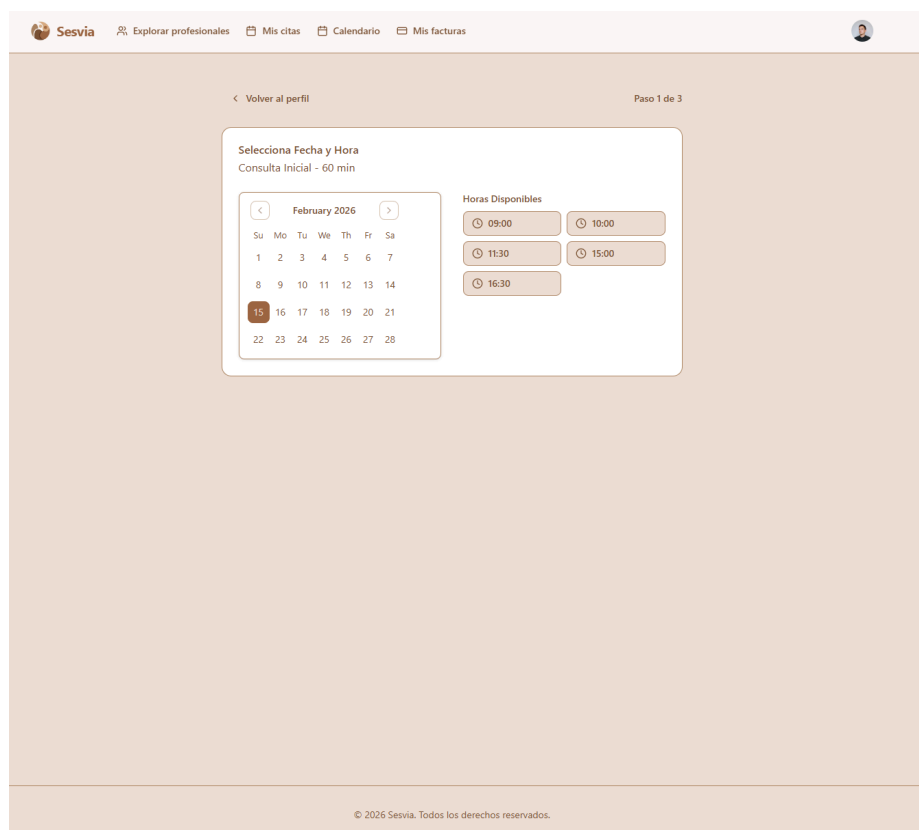 Sesvia Explorar profesionales Mis citas Calendario Mis facturas
Volver al perfil Paso 1 de 3
Selecciona Fecha y Hora
Consulta Inicial - 60 min
February 2026
Su Mo Tu We Th Fr Sa
1 2 3 4 5 6 7
8 9 10 11 12 13 14
15 16 17 18 19 20 21
22 23 24 25 26 27 28
Horas Disponibles
09:00 10:00
11:30 15:00
16:30
© 2026 Sesvia. Todos los derechos reservados.